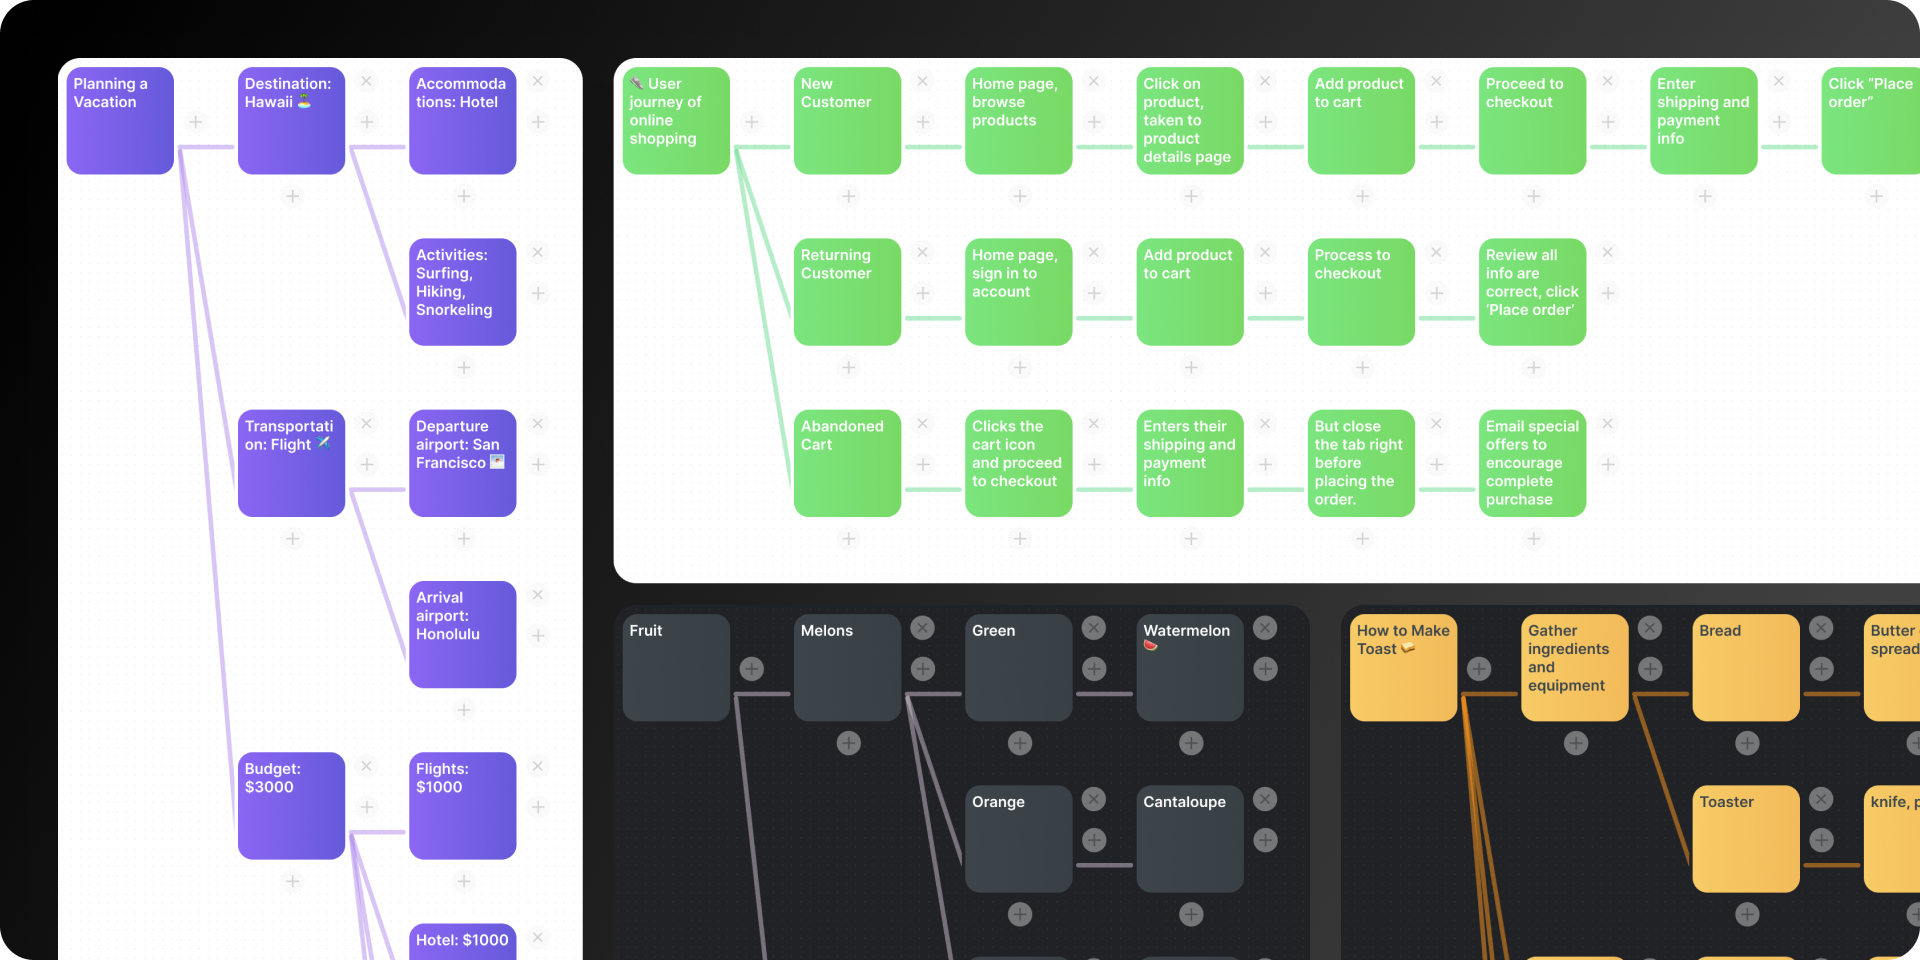 Planning a
Vacation
Destination:
Hawaii 🏝️
Accommoda
tions: Hotel
Activities:
Surfing,
Hiking,
Snorkeling
Transportati
on: Flight ✈️
Departure
airport: San
Francisco 🌁
Arrival
airport:
Honolulu
Budget:
$3000
Flights:
$1000
Hotel: $1000
User
journey of
online
shopping
New
Customer
Home page,
browse
products
Click on
product,
taken to
product
details page
Add product
to cart
Proceed to
checkout
Enter
shipping and
payment
info
Click “Place
order”
Returning
Customer
Home page,
sign in to
account
Add product
to cart
Process to
checkout
Review all
info are
correct, click
‘Place order’
Abandoned
Cart
Clicks the
cart icon
and proceed
to checkout
Enters their
shipping and
payment
info
But close
the tab right
before
placing the
order.
Email special
offers to
encourage
complete
purchase
Fruit
Melons
Green
Watermelon
🍉
Orange
Cantaloupe
How to Make
Toast 🍞
Gather
ingredients
and
equipment
Bread
Butter
spread
Toaster
knife,